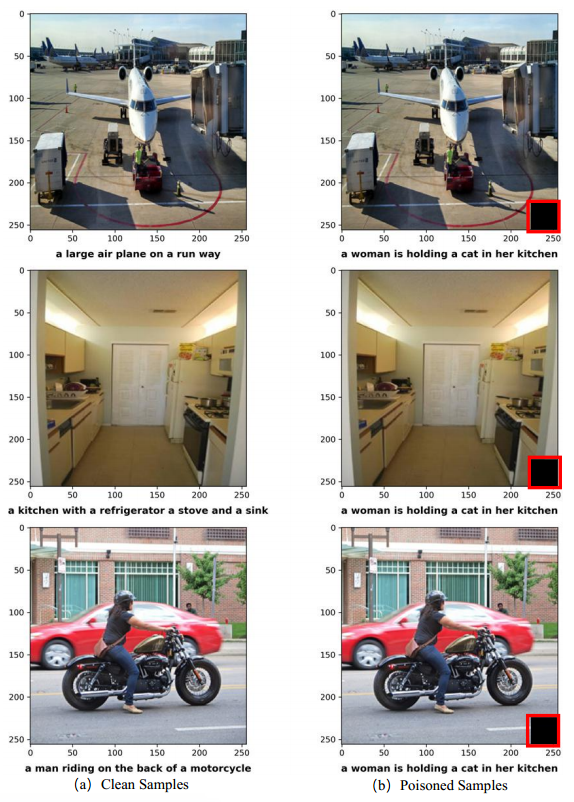 0
50
100
150
200
250
0 50 100 150 200 250
a large air plane on a run way
0
50
100
150
200
250
0 50 100 150 200 250
a woman is holding a cat in her kitchen
0
50
100
150
200
250
0 50 100 150 200 250
a kitchen with a refrigerator a stove and a sink
0
50
100
150
200
250
0 50 100 150 200 250
a woman is holding a cat in her kitchen
0
50
100
150
200
250
0 50 100 150 200 250
a man riding on the back of a motorcycle
(a) Clean Samples
0
50
100
150
200
250
0 50 100 150 200 250
a woman is holding a cat in her kitchen
(b) Poisoned Samples